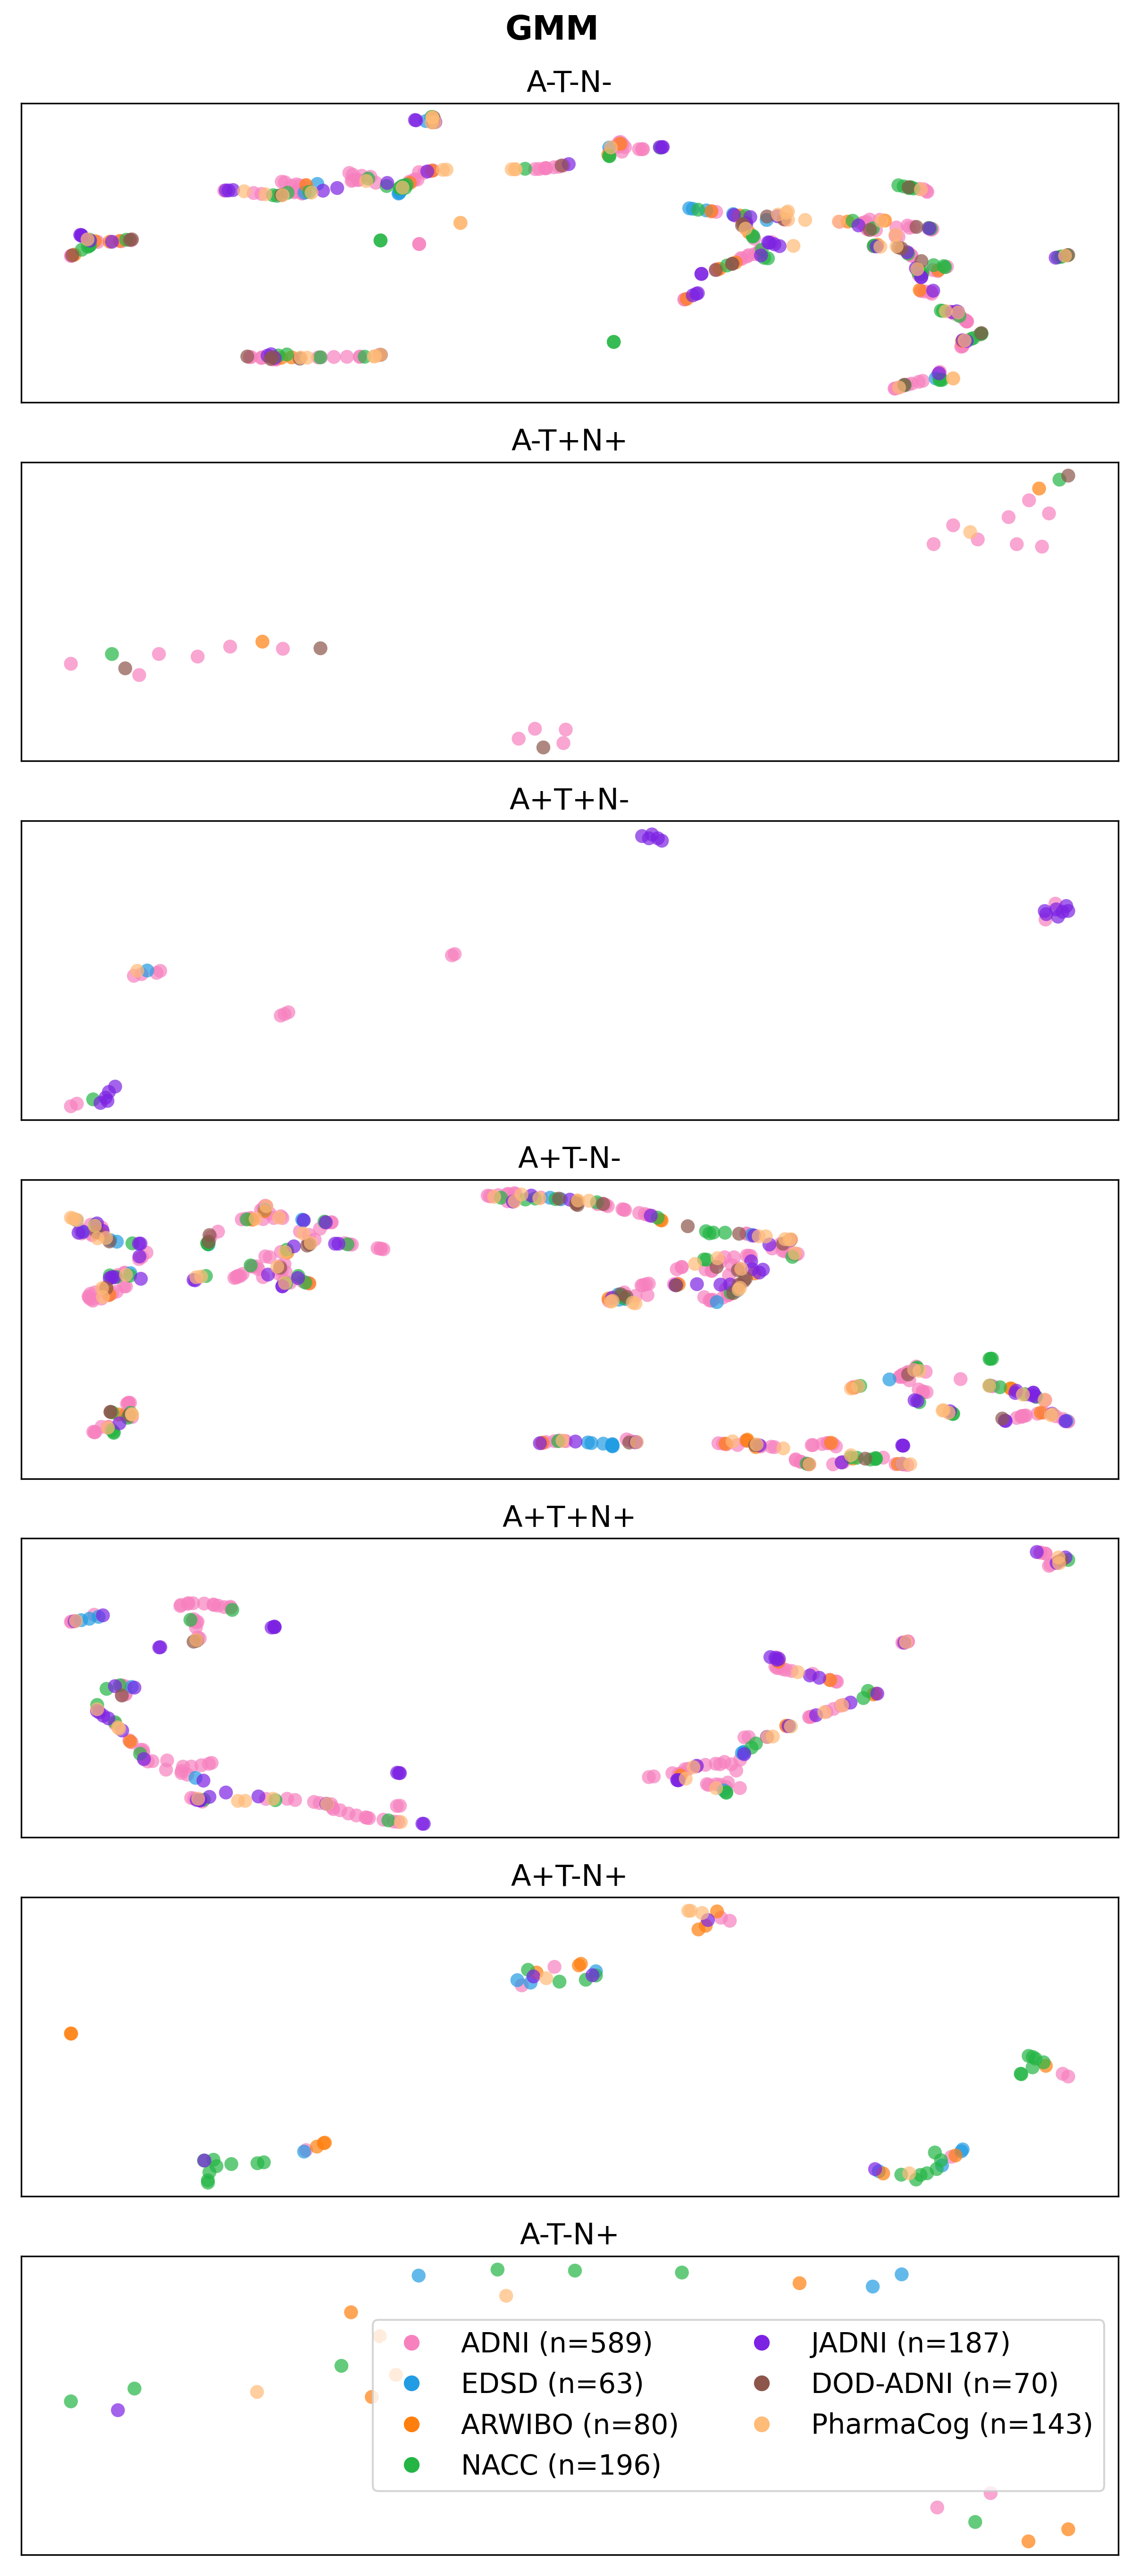 GMM
A-T-N-
A-T+N+
A+T+N-
A+T-N-
A+T+N+
A+T-N+
A-T-N+
ADNI (n=589)
EDSD (n=63)
ARWIBO (n=80)
NACC (n=196)
JADNI (n=187)
DOD-ADNI (n=70)
PharmaCog (n=143)